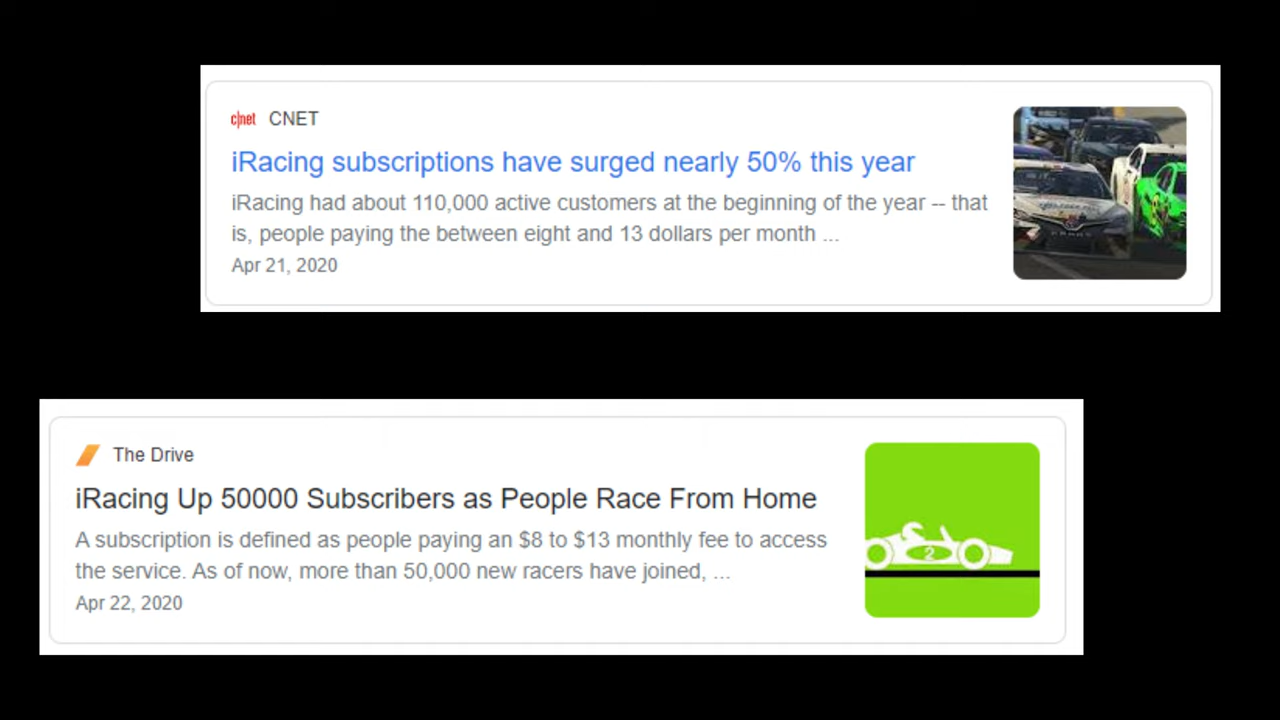 c|net CNET
iRacing subscriptions have surged nearly 50% this year
iRacing had about 110,000 active customers at the beginning of the year -- that
is, people paying the between eight and 13 dollars per month ...
Apr 21, 2020
The Drive
iRacing Up 50000 Subscribers as People Race From Home
A subscription is defined as people paying an $8 to $13 monthly fee to access
the service. As of now, more than 50,000 new racers have joined, ...
Apr 22, 2020
2